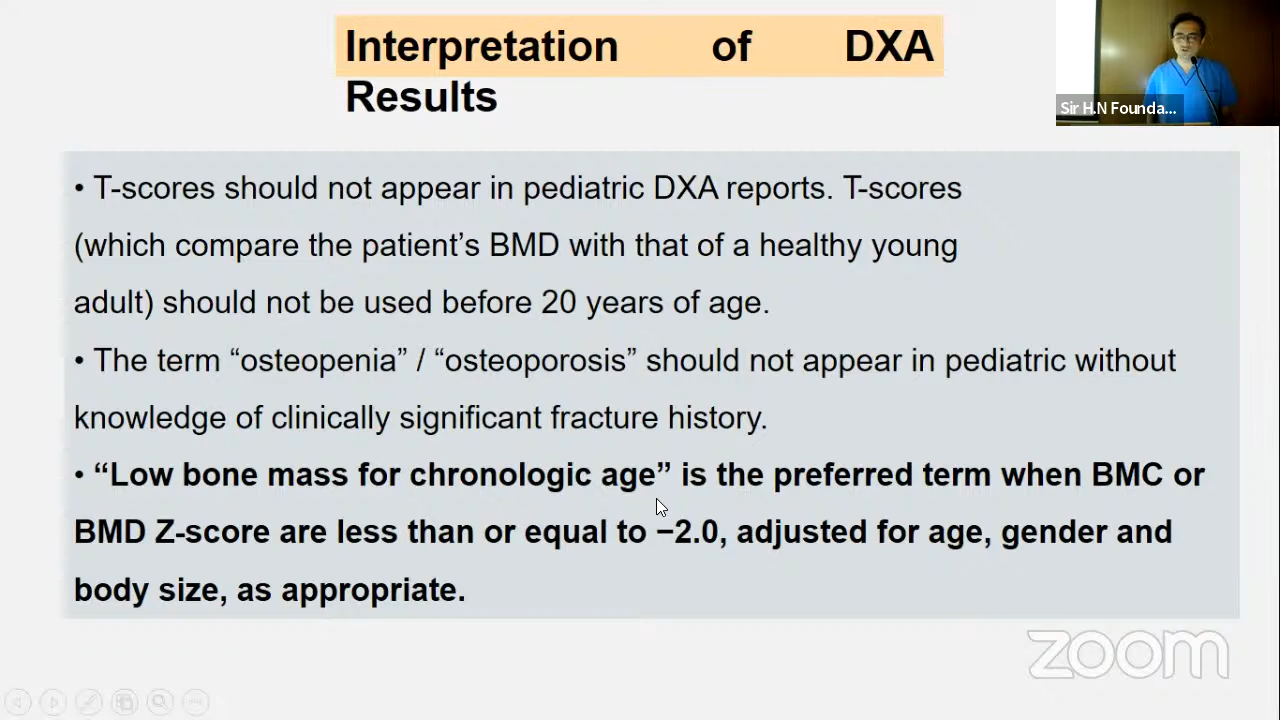 Interpretation of DXA
Results
Sir H.N Founda...
• T-scores should not appear in pediatric DXA reports. T-scores
(which compare the patient’s BMD with that of a healthy young
adult) should not be used before 20 years of age.
• The term “osteopenia” / “osteoporosis” should not appear in pediatric without
knowledge of clinically significant fracture history.
• “Low bone mass for chronologic age” is the preferred term when BMC or
BMD Z-score are less than or equal to −2.0, adjusted for age, gender and
body size, as appropriate.
zoom